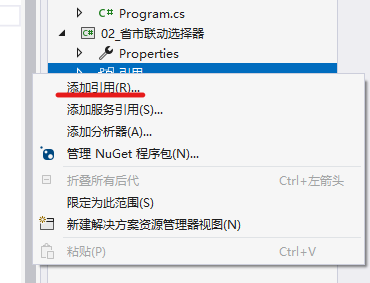 Program.cs
02_省市联动选择器
Properties
引用
添加引用(R)...
添加服务引用(S)...
添加分析器(A)...
管理 NuGet 程序包(N)...
折叠所有后代 Ctrl+左箭头
限定为此范围(S)
新建解决方案资源管理器视图(N)
粘贴(P) Ctrl+V